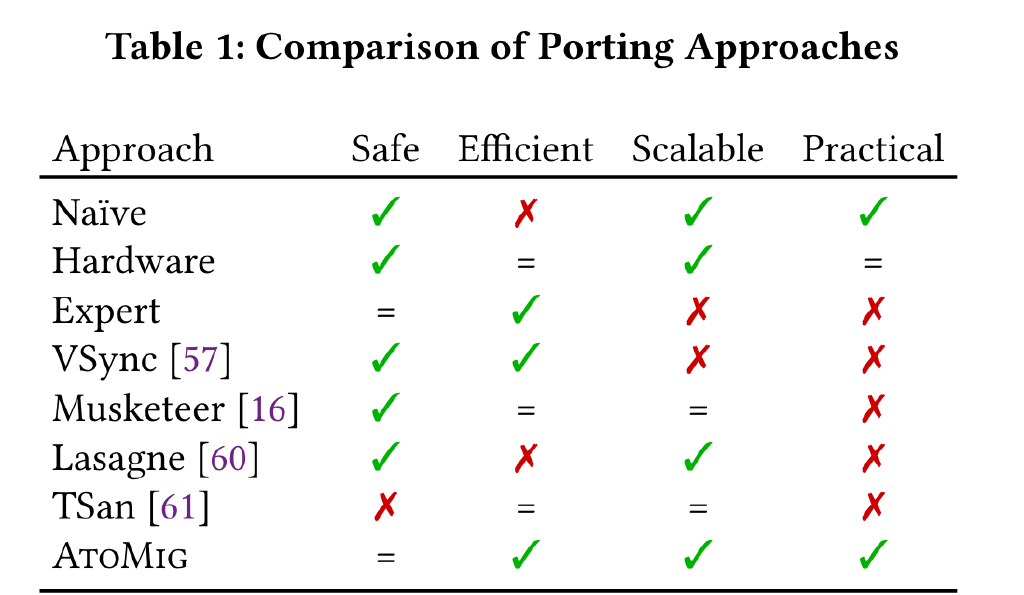 Table 1: Comparison of Porting Approaches
Approach Safe Efficient Scalable Practical
Naïve ✓ ✗ ✓ ✓
Hardware ✓ = ✓ =
Expert = ✓ ✗ ✗
VSync [57] ✓ ✓ ✗ ✗
Musketeer [16] ✓ = = ✗
Lasagne [60] ✓ ✗ ✓ ✗
TSan [61] ✗ = = ✗
AtoMig = ✓ ✓ ✓